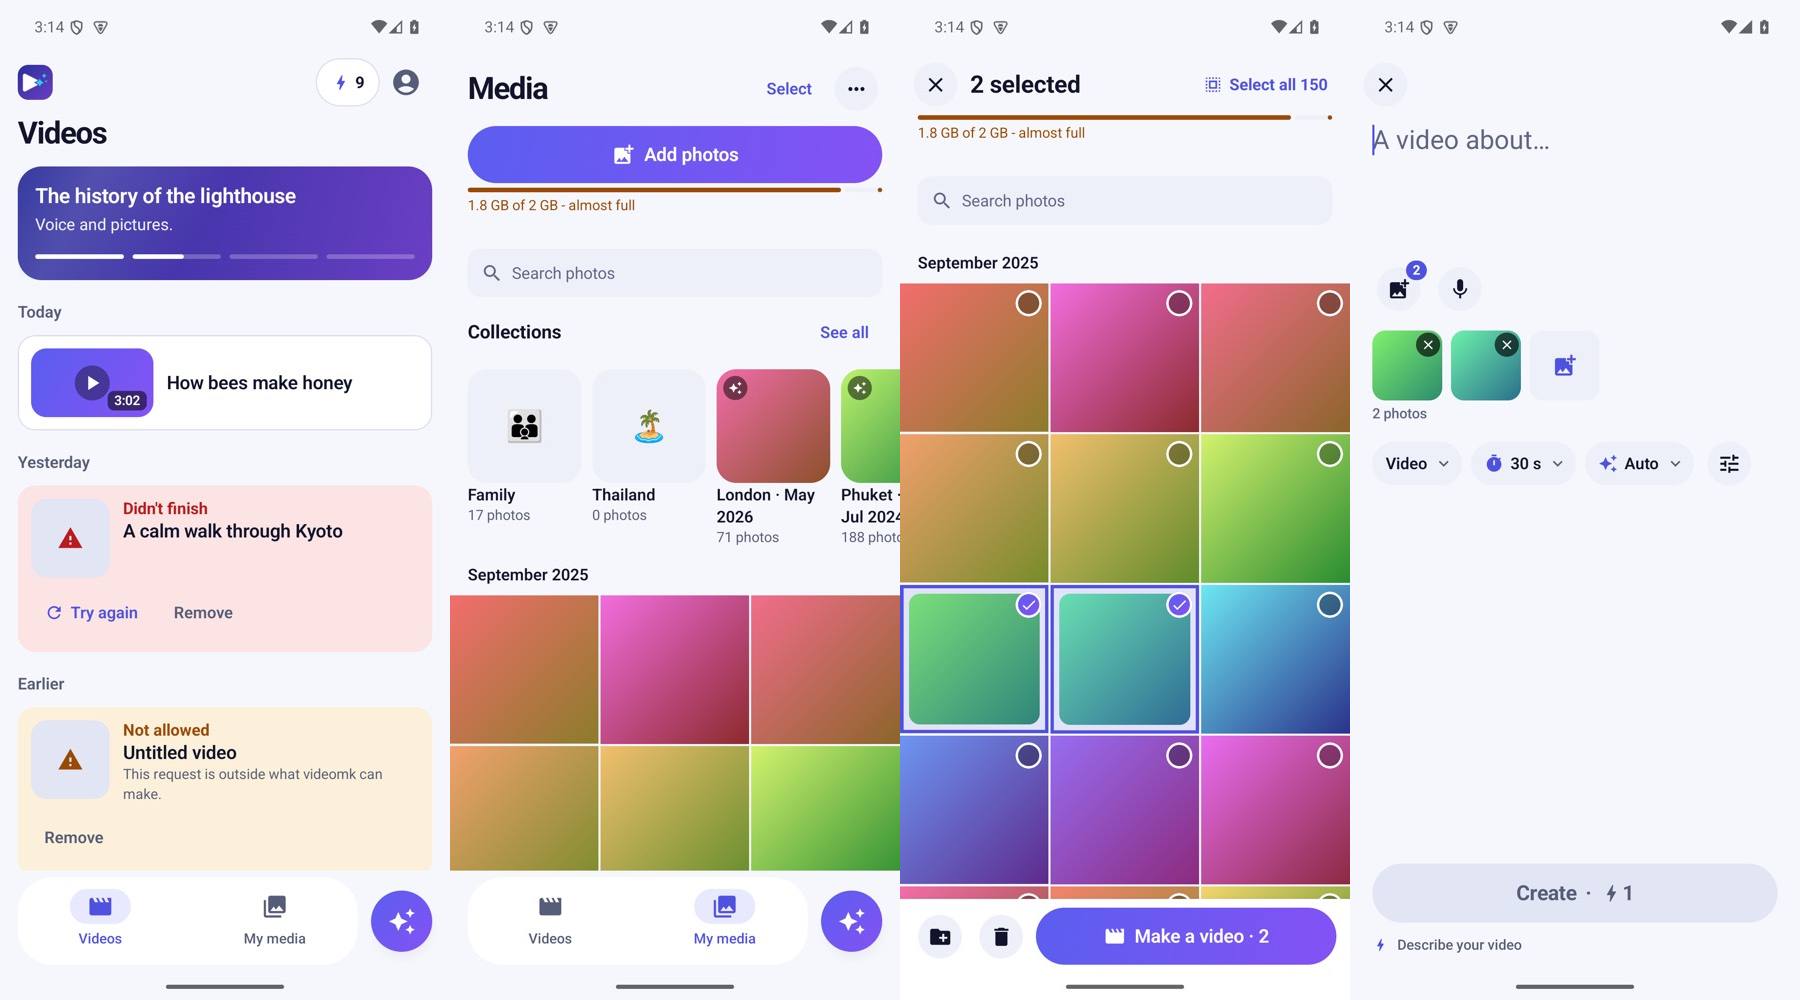 3:14
9
Videos
The history of the lighthouse
Voice and pictures.
Today
3:02
How bees make honey
Yesterday
Didn't finish
A calm walk through Kyoto
Try again
Remove
Earlier
Not allowed
Untitled video
This request is outside what videomk can
make.
Remove
Videos
My media
3:14
Media
Select
Add photos
1.8 GB of 2 GB - almost full
Search photos
Collections
See all
Family
17 photos
Thailand
0 photos
London · May
2026
71 photos
Phuket ·
Jul 2024
188 photo
September 2025
Videos
My media
3:14
2 selected
Select all 150
1.8 GB of 2 GB - almost full
Search photos
September 2025
Make a video · 2
3:14
A video about...
2
2 photos
Video
30 s
Auto
Create · 1
Describe your video